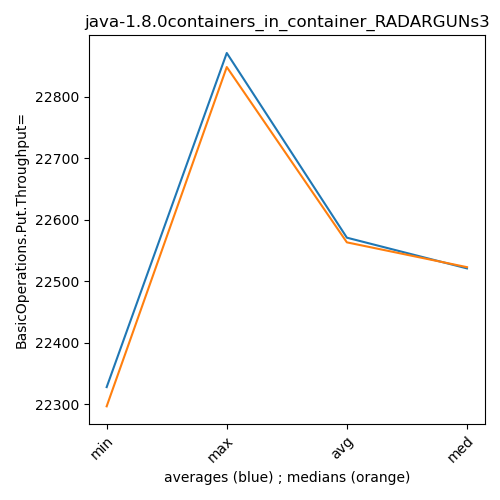 java-1.8.0containers_in_container_RADARGUNs3
BasicOperations.Put.Throughput=
22800
22700
22600
22500
22400
22300
min
max
avg
med
averages (blue) ; medians (orange)